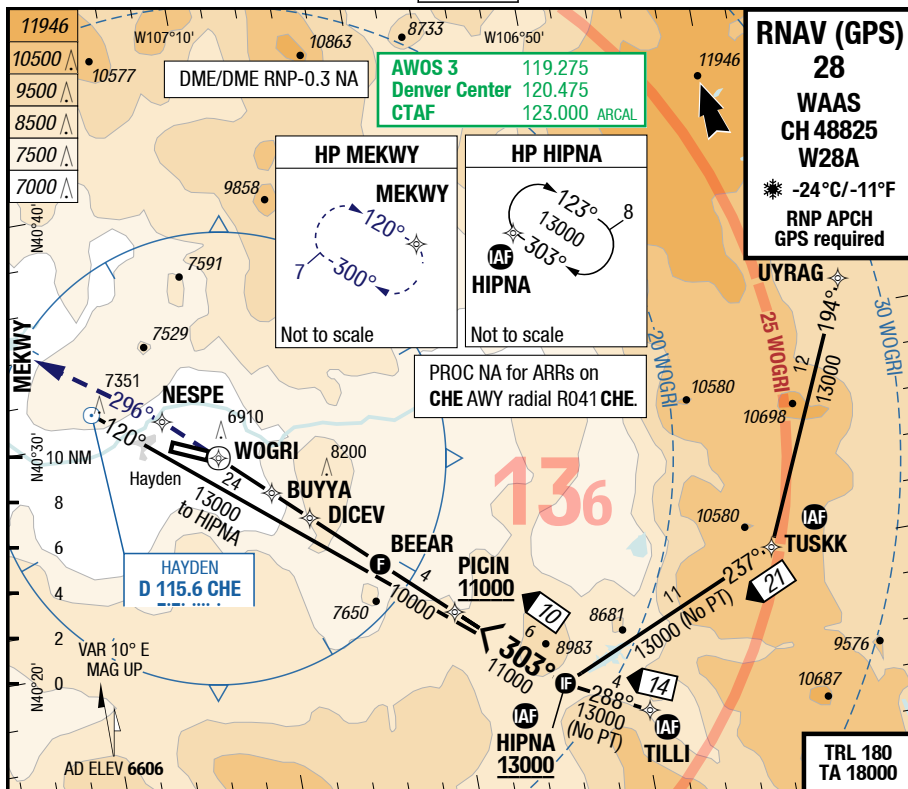 11946
10500
9500
8500
7500
7000
W107°10'
W106°50'
10577
10863
8733
11946
DME/DME RNP-0.3 NA
AWOS 3 119.275
Denver Center 120.475
CTAF 123.000 ARCAL
RNAV (GPS)
28
WAAS
CH 48825
W28A
-24°C/-11°F
RNP APCH
GPS required
HP MEKWY
MEKWY
120°
300°
7
Not to scale
HP HIPNA
123°
13000
303°
8
IAF
HIPNA
Not to scale
9858
N40°40'
7591
7529
UYRAG
194°
12
13000
20 WOGRI
25 WOGRI
30 WOGRI
PROC NA for ARRs on
CHE AWY radial R041 CHE.
10580
10698
MEKWY
7351
296°
NESPE
6910
120°
WOGRI
8200
N40°30'
10 NM
Hayden
24
13000
to HIPNA
BUYYA
DICEV
136
10580
IAF
TUSKK
8
6
4
2
0
HAYDEN
D 115.6 CHE
BEEAR
F
4
PICIN
11000
10
237°
21
11
13000 (No PT)
7650
10000
8681
6
8983
303°
11000
9576
VAR 10° E
MAG UP
N40°20'
IF
4
14
288°
13000
(No PT)
10687
IAF
HIPNA
13000
IAF
TILLI
AD ELEV 6606
TRL 180
TA 18000